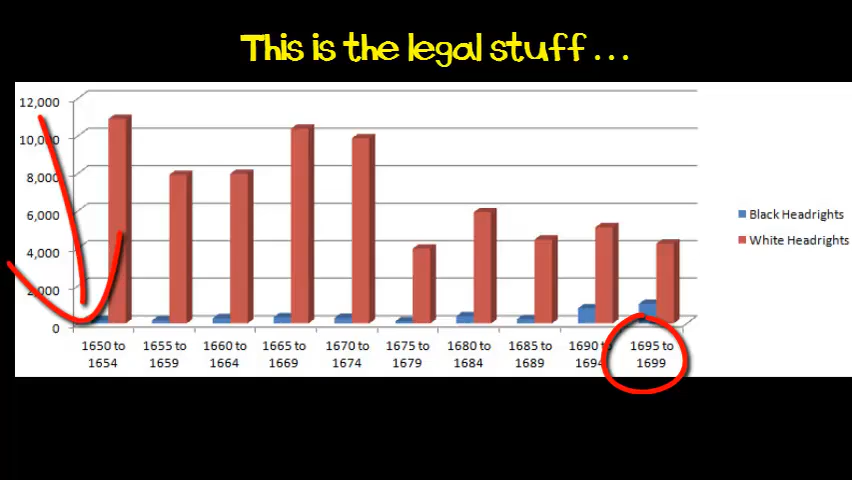 This is the legal stuff ...
12,000
10,000
8,000
6,000
4,000
2,000
0
Black Headrights
White Headrights
1650 to 1655 to 1660 to 1665 to 1670 to 1675 to 1680 to 1685 to 1690 to 1695 to
1654 1659 1664 1669 1674 1679 1684 1689 1694 1699